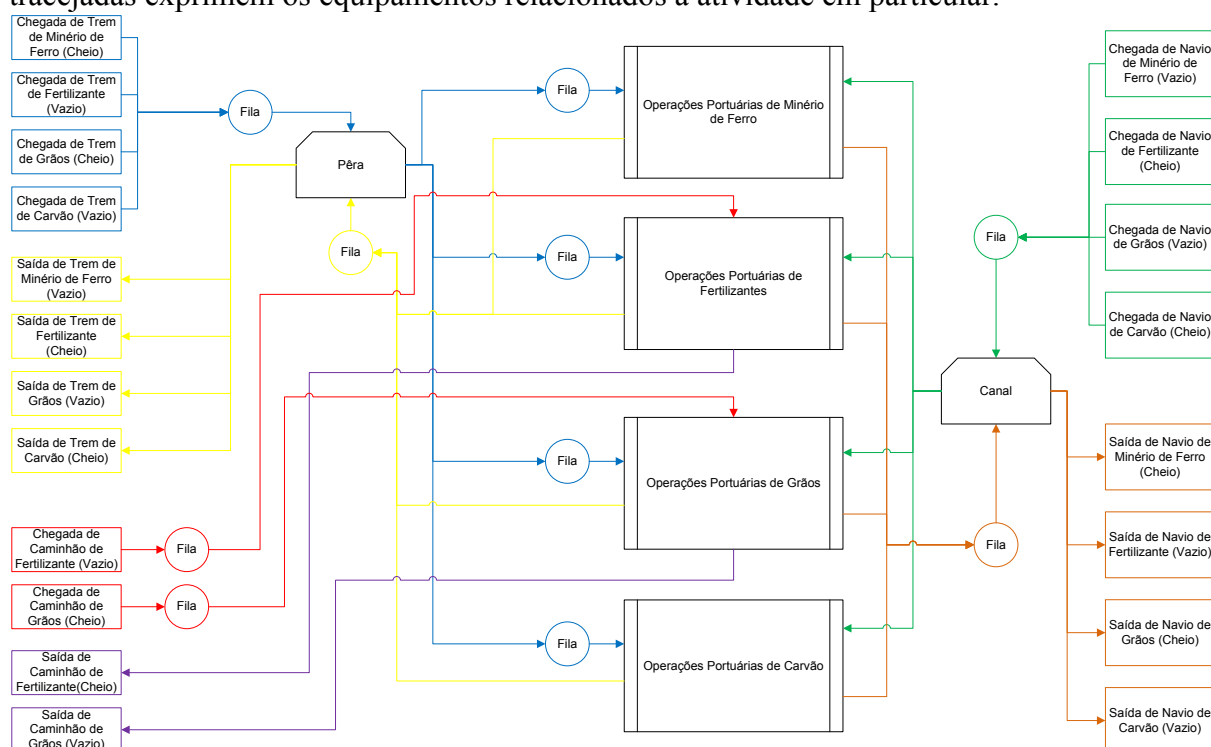 tracejadas exprimem os equipamentos relacionados à atividade em particular.
Chegada de Trem
de Minério de
Ferro (Cheio)
Chegada de Trem
de Fertilizante
(Vazio)
Chegada de Trem
de Grãos (Cheio)
Chegada de Trem
de Carvão (Vazio)
Fila
Pêra
Fila
Saída de Trem de
Minério de Ferro
(Vazio)
Saída de Trem de
Fertilizante
(Cheio)
Saída de Trem de
Grãos (Vazio)
Saída de Trem de
Carvão (Cheio)
Chegada de
Caminhão de
Fertilizante (Vazio)
Fila
Chegada de
Caminhão de
Grãos (Cheio)
Fila
Saída de
Caminhão de
Fertilizante(Cheio)
Saída de
Caminhão de
Grãos (Vazio)
Fila
Operações Portuárias de Minério
de Ferro
Fila
Operações Portuárias de
Fertilizantes
Fila
Operações Portuárias de Grãos
Fila
Operações Portuárias de Carvão
Chegada de Navio
de Minério de
Ferro (Vazio)
Chegada de Navio
de Fertilizante
(Cheio)
Chegada de Navio
de Grãos (Vazio)
Chegada de Navio
de Carvão (Cheio)
Fila
Canal
Fila
Saída de Navio de
Minério de Ferro
(Cheio)
Saída de Navio de
Fertilizante (Vazio)
Saída de Navio de
Grãos (Cheio)
Saída de Navio de
Carvão (Vazio)